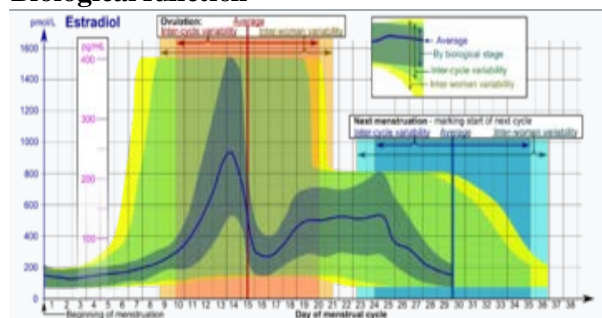 Biological function
pmol/L Estradiol
Ovulation: Average
Inter-cycle variability Inter-woman variability
pg/mL
1600
1400
1200
1000
800
600
400
200
0
400
300
200
100
Average
By biological stage
Inter-cycle variability
Inter-woman variability
Next menstruation - marking start of next cycle
Inter-cycle variability Average Inter-woman variability
1 2 3 4 5 6 7 8 9 10 11 12 13 14 15 16 17 18 19 20 21 22 23 24 25 26 27 28 29 30 31 32 33 34 35 36 37 38
Beginning of menstruation Day of menstrual cycle